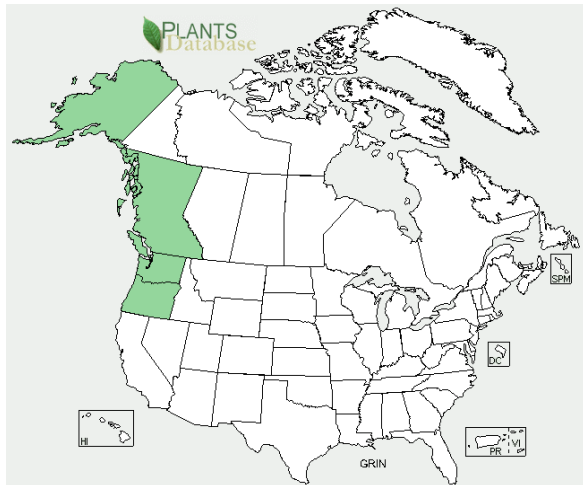 PLANTS
Database
SPM
DC
HI
PR
VI
GRIN